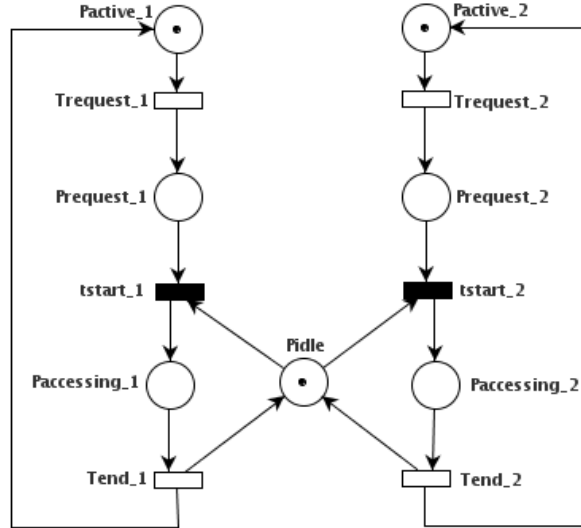 Pactive_1
Pactive_2
Trequest_1
Trequest_2
Prequest_1
Prequest_2
tstart_1
tstart_2
Pidle
Paccessing_1
Paccessing_2
Tend_1
Tend_2